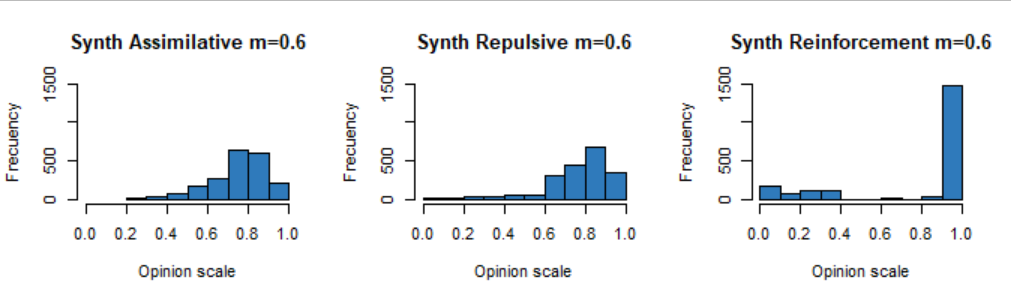 Synth Assimilative m=0.6
Frecuency
1500
500
0
0.0 0.2 0.4 0.6 0.8 1.0
Opinion scale
Synth Repulsive m=0.6
Frecuency
1500
500
0
0.0 0.2 0.4 0.6 0.8 1.0
Opinion scale
Synth Reinforcement m=0.6
Frecuency
1500
500
0
0.0 0.2 0.4 0.6 0.8 1.0
Opinion scale